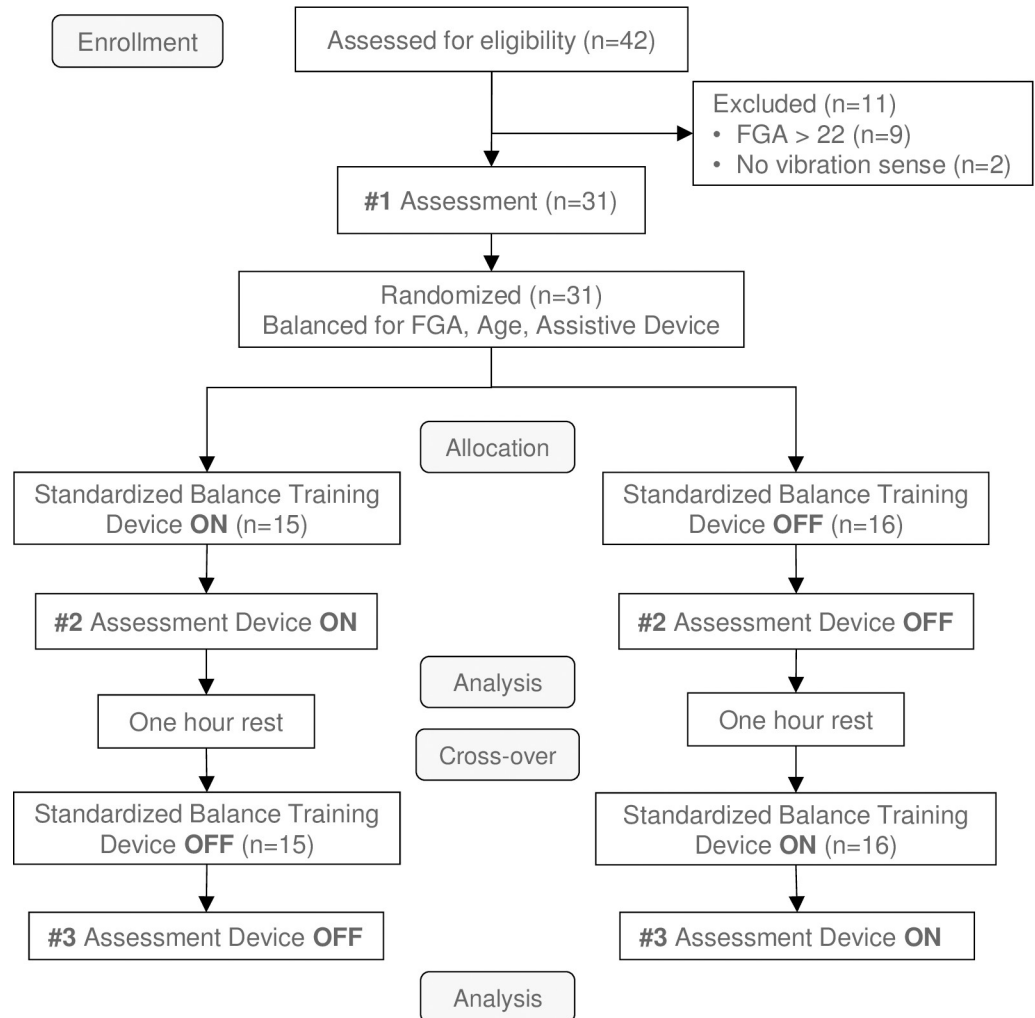 Enrollment
Assessed for eligibility (n=42)
Excluded (n=11)
• FGA > 22 (n=9)
• No vibration sense (n=2)
#1 Assessment (n=31)
Randomized (n=31)
Balanced for FGA, Age, Assistive Device
Allocation
Standardized Balance Training
Device ON (n=15)
Standardized Balance Training
Device OFF (n=16)
#2 Assessment Device ON
#2 Assessment Device OFF
Analysis
One hour rest
One hour rest
Cross-over
Standardized Balance Training
Device OFF (n=15)
Standardized Balance Training
Device ON (n=16)
#3 Assessment Device OFF
#3 Assessment Device ON
Analysis